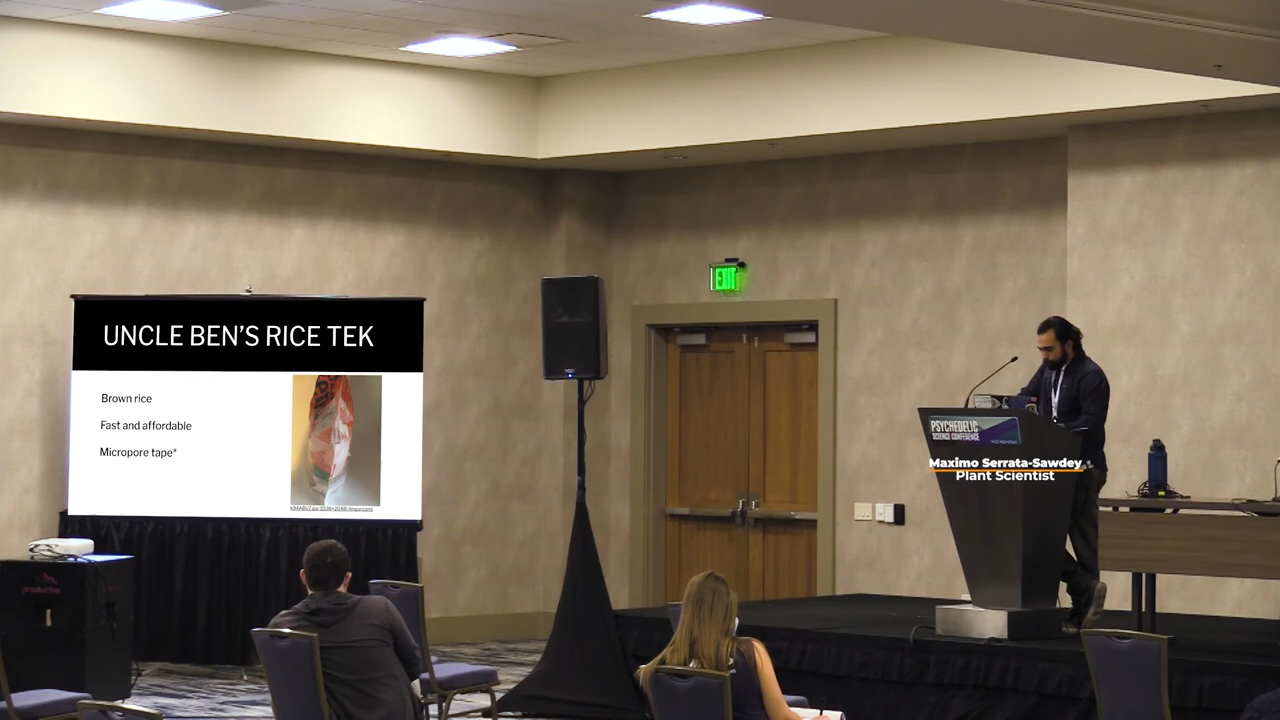 EXIT
UNCLE BEN'S RICE TEK
Brown rice
Fast and affordable
Micropore tape*
PSYCHEDELIC
SCIENCE CONFERENCE
Maximo Serrata-Sawdey
Plant Scientist